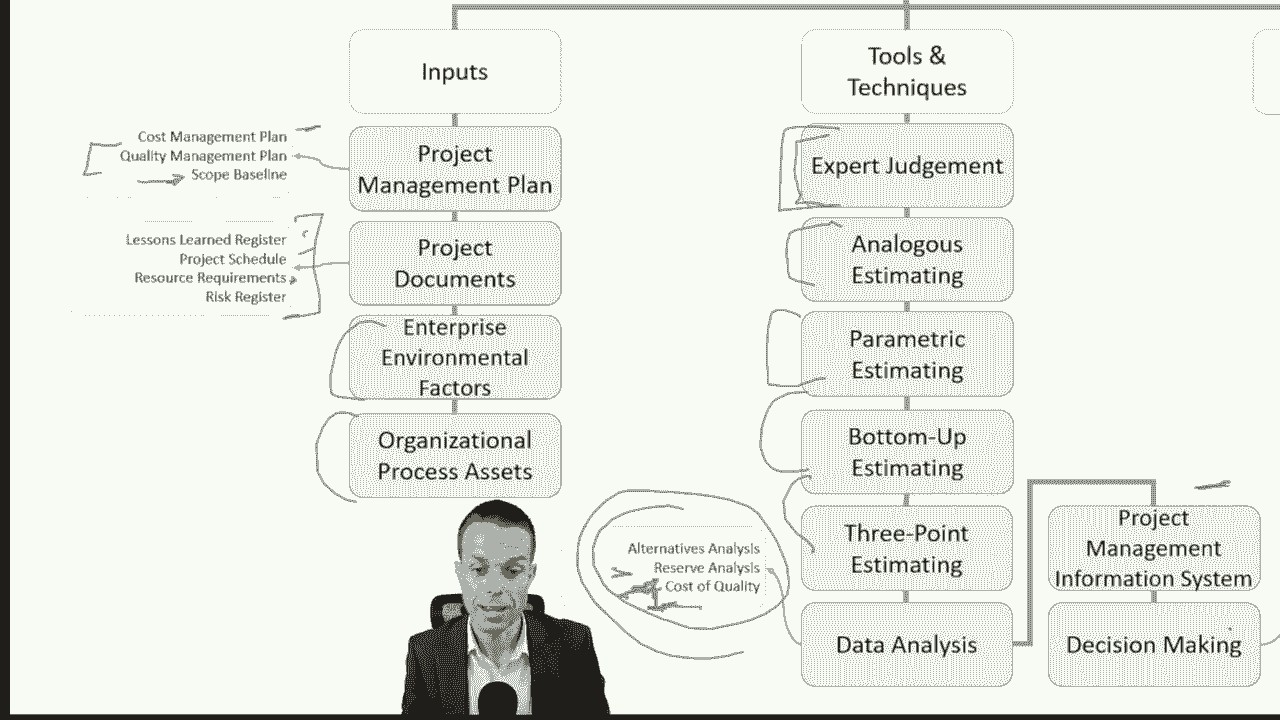 Inputs
Cost Management Plan
Quality Management Plan
Scope Baseline
Project
Management Plan
Lessons Learned Register
Project Schedule
Resource Requirements
Risk Register
Project
Documents
Enterprise
Environmental
Factors
Organizational
Process Assets
Tools &
Techniques
Expert Judgement
Analogous
Estimating
Parametric
Estimating
Bottom-Up
Estimating
Three-Point
Estimating
Alternatives Analysis
Reserve Analysis
Cost of Quality
Data Analysis
Project
Management
Information System
Decision Making